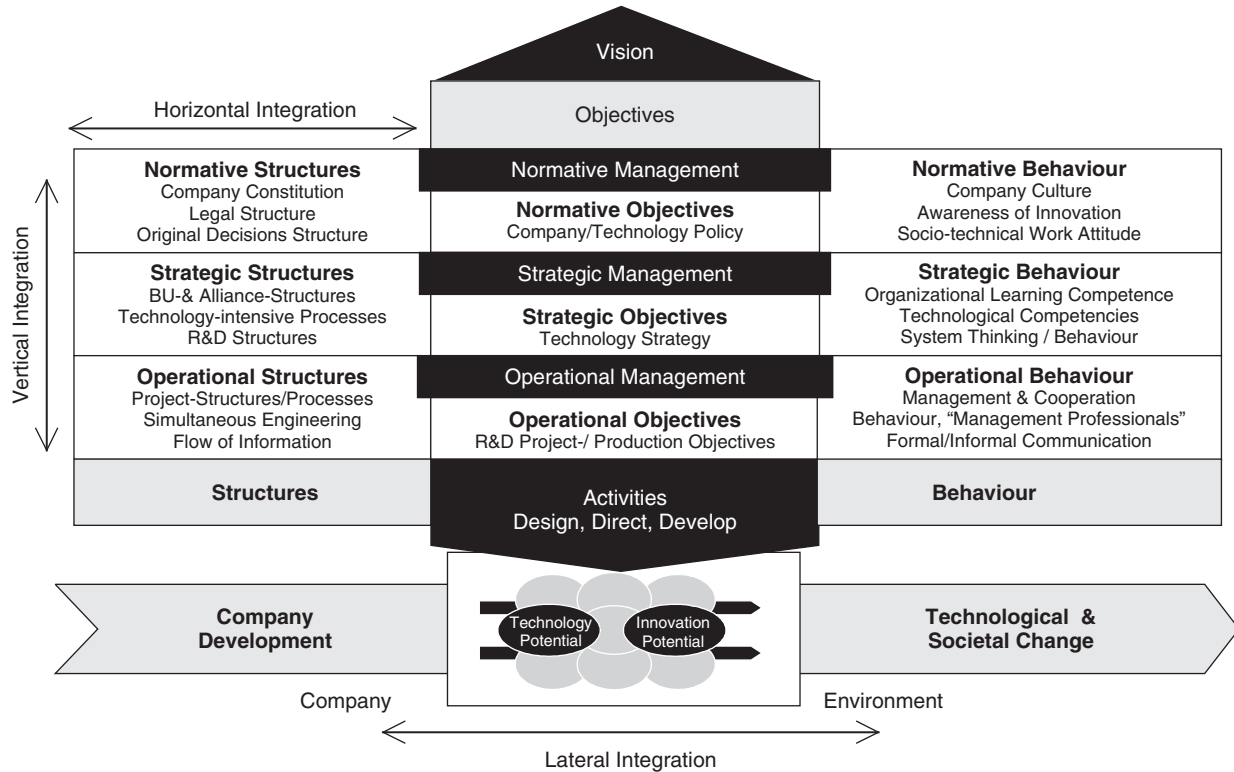 Vision
Horizontal Integration
Objectives
Vertical Integration
Normative Structures
Company Constitution
Legal Structure
Original Decisions Structure
Normative Management
Normative Objectives
Company/Technology Policy
Normative Behaviour
Company Culture
Awareness of Innovation
Socio-technical Work Attitude
Strategic Structures
BU-& Alliance-Structures
Technology-intensive Processes
R&D Structures
Strategic Management
Strategic Objectives
Technology Strategy
Strategic Behaviour
Organizational Learning Competence
Technological Competencies
System Thinking / Behaviour
Operational Structures
Project-Structures/Processes
Simultaneous Engineering
Flow of Information
Operational Management
Operational Objectives
R&D Project-/ Production Objectives
Operational Behaviour
Management & Cooperation
Behaviour, “Management Professionals”
Formal/Informal Communication
Structures
Activities
Design, Direct, Develop
Behaviour
Company
Development
Technology
Potential
Innovation
Potential
Technological &
Societal Change
Company
Environment
Lateral Integration